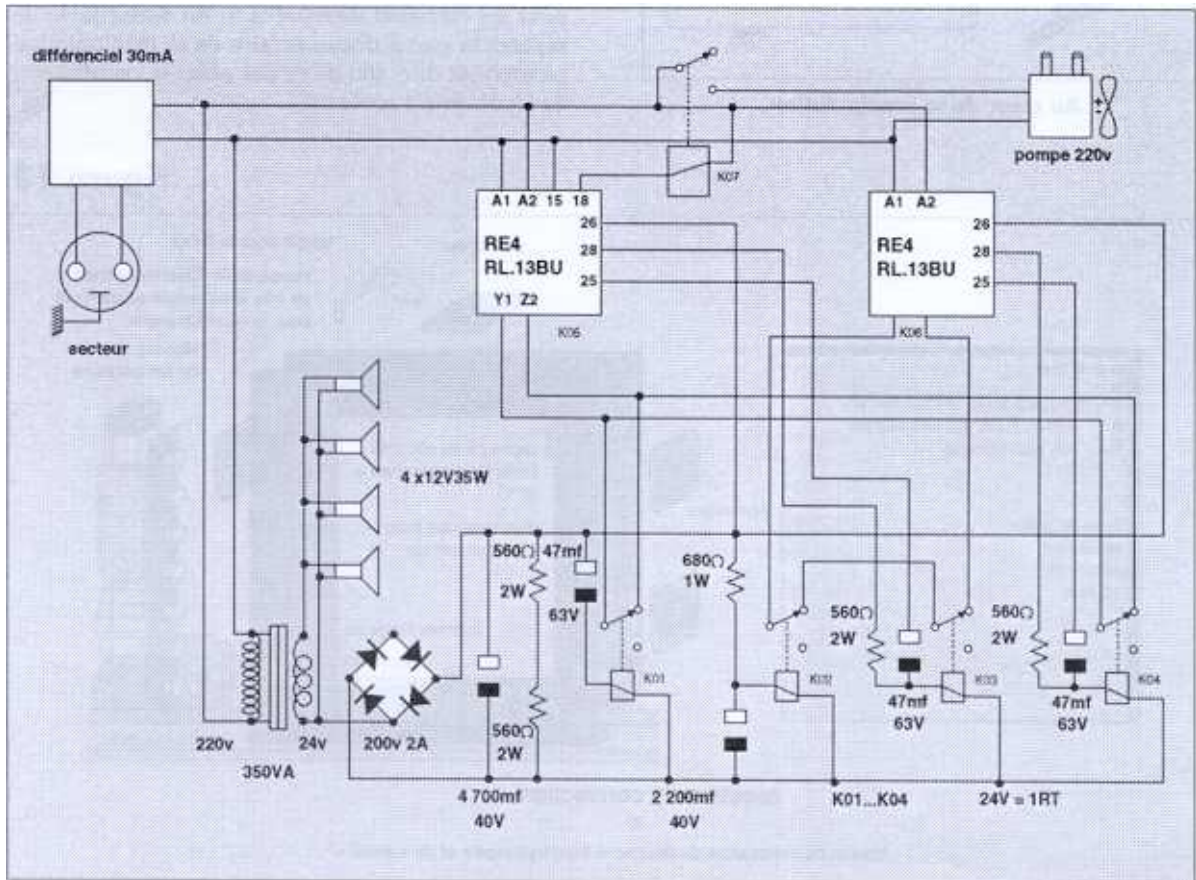 différenciel 30mA
pompe 220v
K07
A1 A2 15 18
26
RE4
28
RL.13BU
25
Y1 Z2
K05
A1 A2
26
RE4
28
RL.13BU
25
K06
secteur
4 x12V35W
560Ω
2W
47mf
63V
680Ω
1W
560Ω
2W
560Ω
2W
K01
K02
K03
K04
47mf
63V
47mf
63V
560Ω
2W
220v
24v
200v 2A
350VA
4 700mf
40V
2 200mf
40V
K01...K04
24V = 1RT